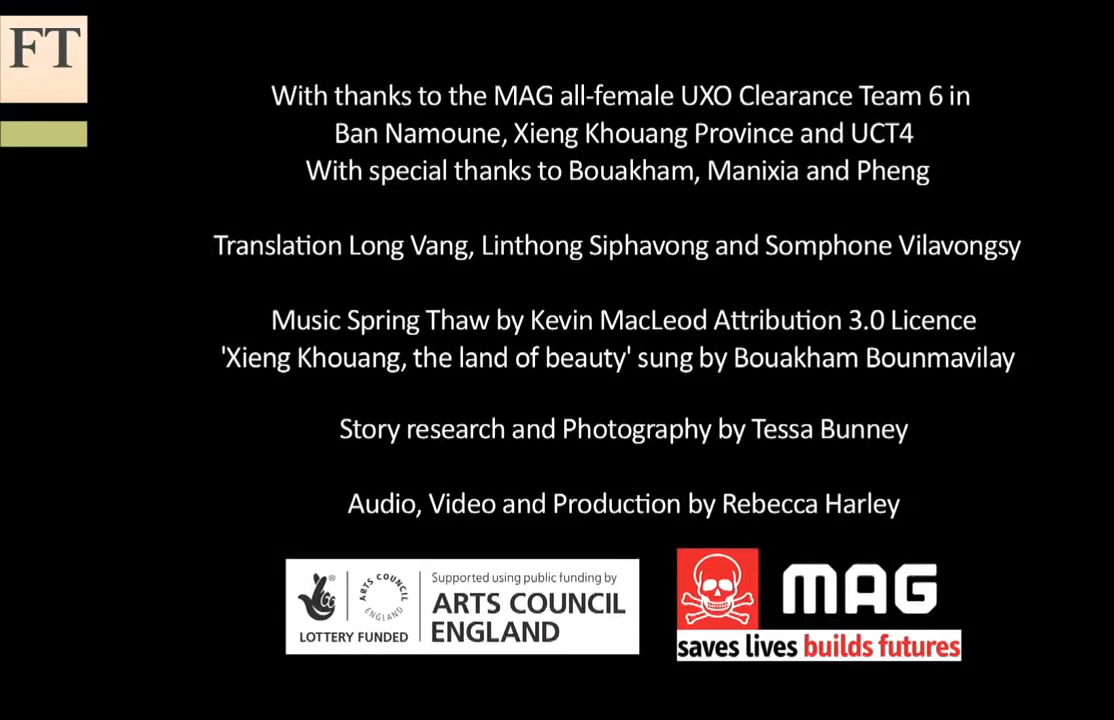 FT
With thanks to the MAG all-female UXO Clearance Team 6 in
Ban Namoune, Xieng Khouang Province and UCT4
With special thanks to Bouakham, Manixia and Pheng
Translation Long Vang, Linthong Siphavong and Somphone Vilavongsy
Music Spring Thaw by Kevin MacLeod Attribution 3.0 Licence
'Xieng Khouang, the land of beauty' sung by Bouakham Bounmavilay
Story research and Photography by Tessa Bunney
Audio, Video and Production by Rebecca Harley
LOTTERY FUNDED
ARTS COUNCIL ENGLAND
Supported using public funding by
ARTS COUNCIL
ENGLAND
MAG
saves lives builds futures